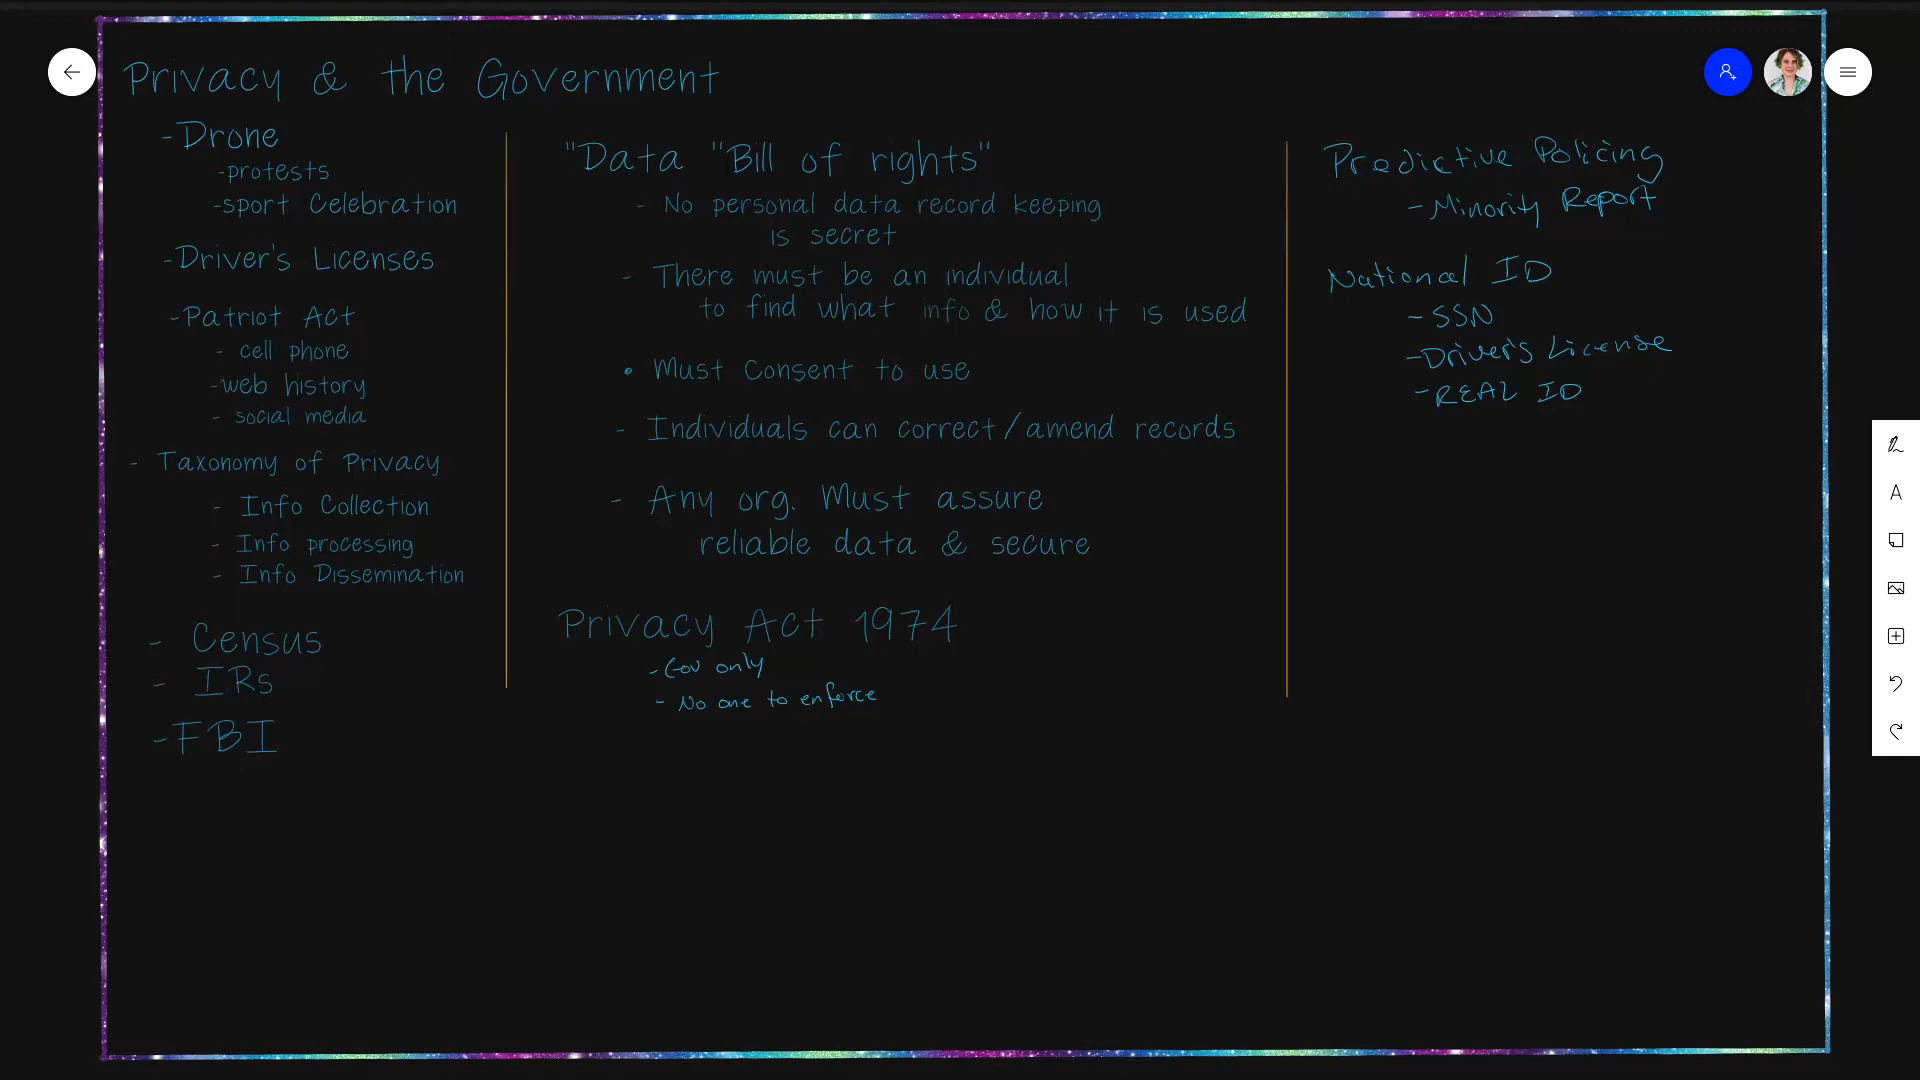 Privacy & the Government
-Drone
-protests
-sport Celebration
-Driver's Licenses
-Patriot Act
- cell phone
-web history
- social media
- Taxonomy of Privacy
- Info Collection
- Info processing
- Info Dissemination
- Census
- IRs
-FBI
"Data "Bill of rights"
- No personal data record keeping
is secret
- There must be an individual
to find what info & how it is used
• Must Consent to use
- Individuals can correct/amend records
- Any org. Must assure
reliable data & secure
Privacy Act 1974
-Gov only
- No one to enforce
Predictive Policing
-Minority Report
National ID
-SSN
-Driver's License
-REAL ID
A